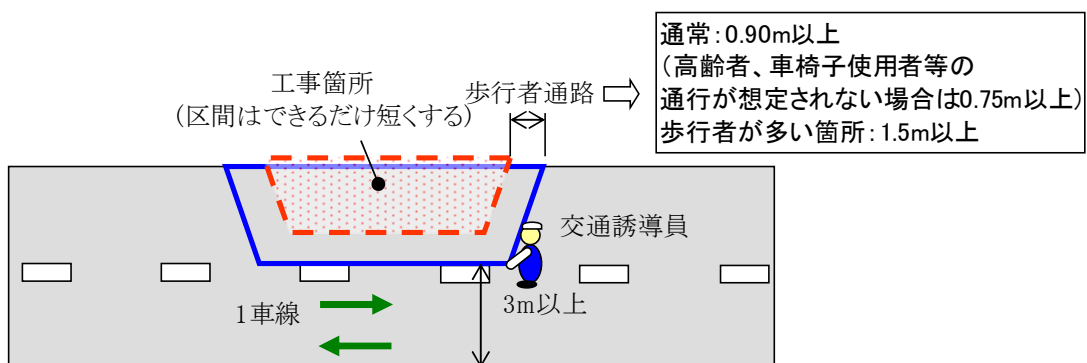 通常:0.90m以上
(高齢者、車椅子使用者等の
通行が想定されない場合は0.75m以上)
歩行者が多い箇所:1.5m以上
工事箇所
(区間はできるだけ短くする)
歩行者通路
交通誘導員
1車線
3m以上